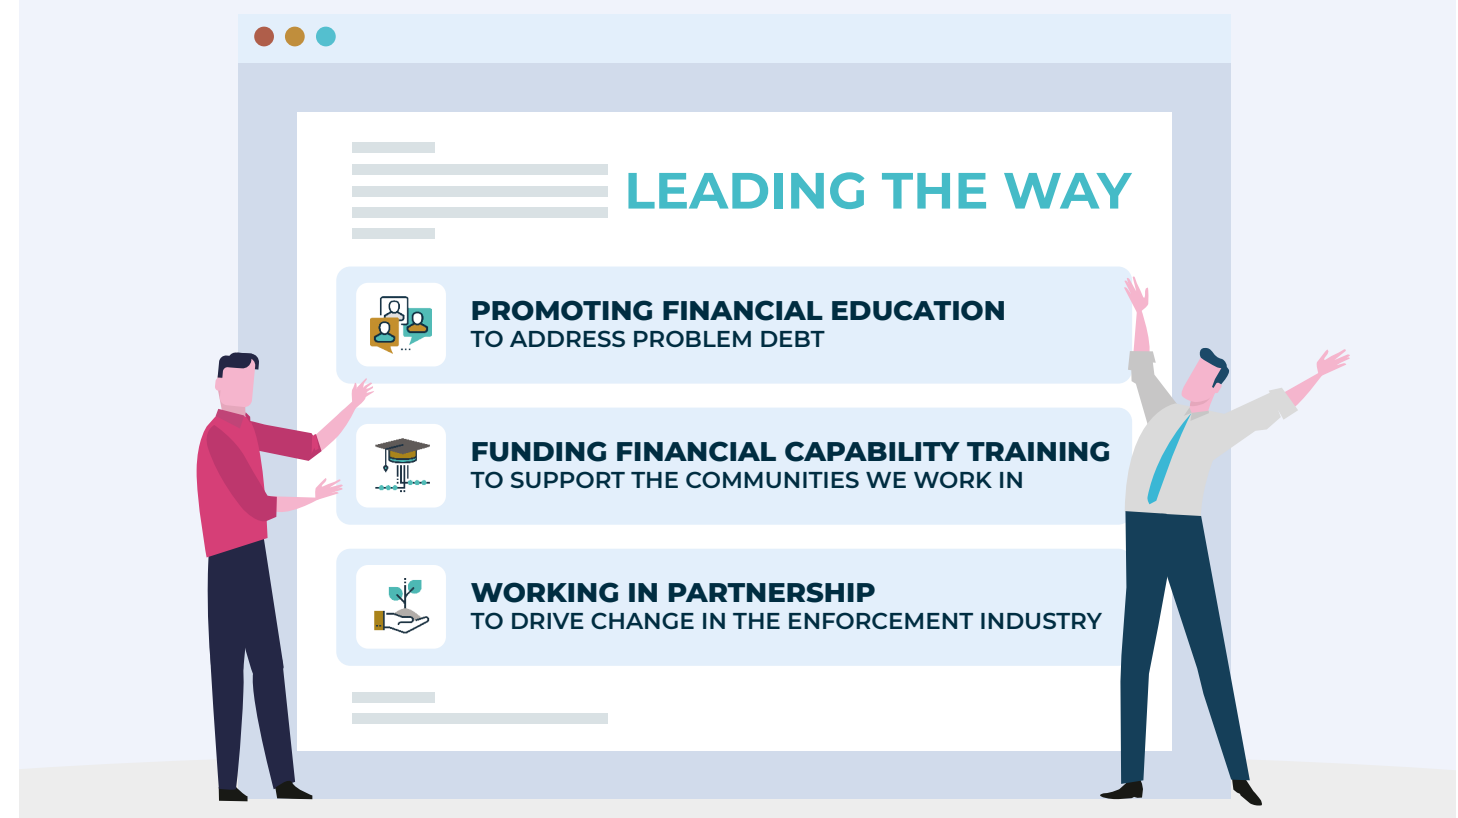 LEADING THE WAY
PROMOTING FINANCIAL EDUCATION
TO ADDRESS PROBLEM DEBT
FUNDING FINANCIAL CAPABILITY TRAINING
TO SUPPORT THE COMMUNITIES WE WORK IN
WORKING IN PARTNERSHIP
TO DRIVE CHANGE IN THE ENFORCEMENT INDUSTRY